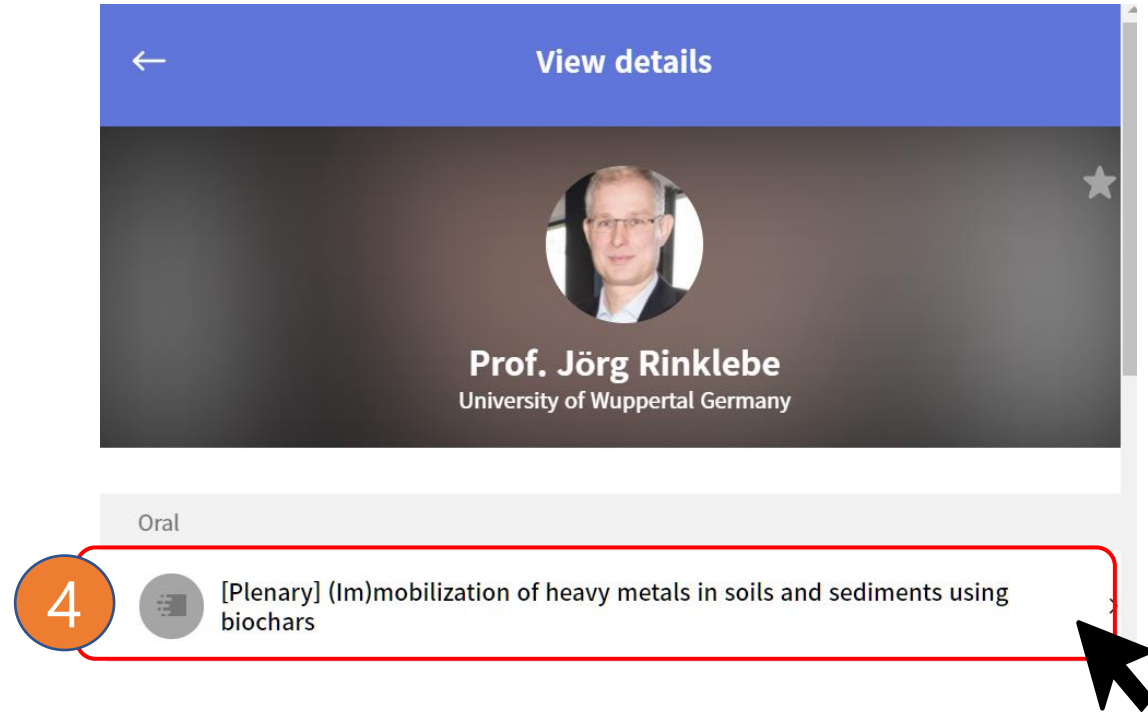 View details
Prof. Jörg Rinklebe
University of Wuppertal Germany
Oral
4
[Plenary] (Im)mobilization of heavy metals in soils and sediments using
biochars